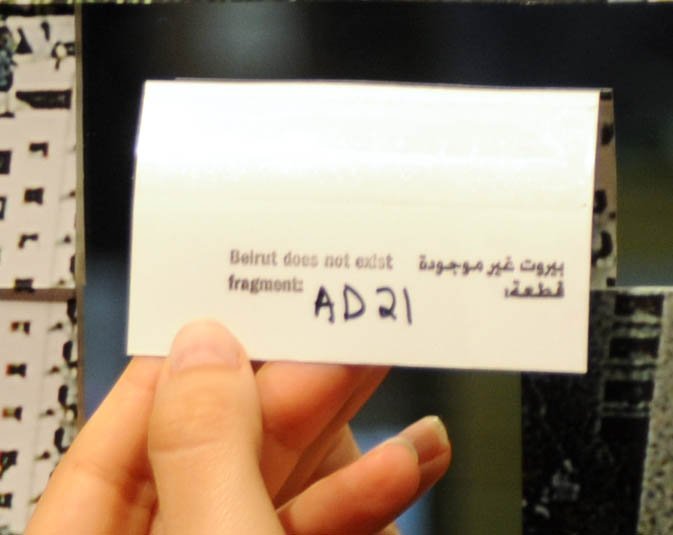 Beirut does not exist
fragment:
AD21
بيروت غير موجودة
قطعة: